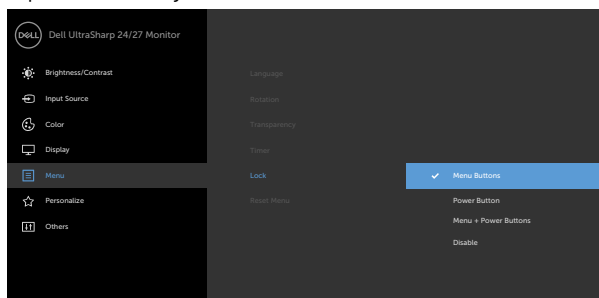 DELL Dell UltraSharp 24/27 Monitor
Brightness/Contrast
Input Source
Color
Display
Menu
Personalize
Others
Language
Rotation
Transparency
Timer
Lock
Reset Menu
Menu Buttons
Power Button
Menu + Power Buttons
Disable